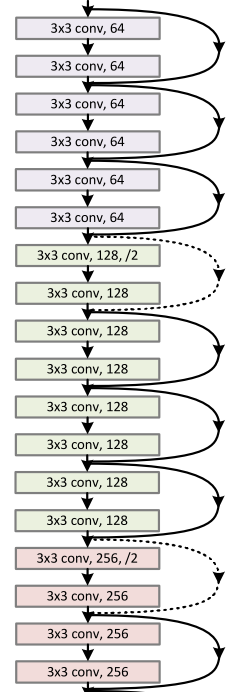 3x3 conv, 64
3x3 conv, 64
3x3 conv, 64
3x3 conv, 64
3x3 conv, 64
3x3 conv, 64
3x3 conv, 128, /2
3x3 conv, 128
3x3 conv, 128
3x3 conv, 128
3x3 conv, 128
3x3 conv, 128
3x3 conv, 128
3x3 conv, 128
3x3 conv, 256, /2
3x3 conv, 256
3x3 conv, 256
3x3 conv, 256